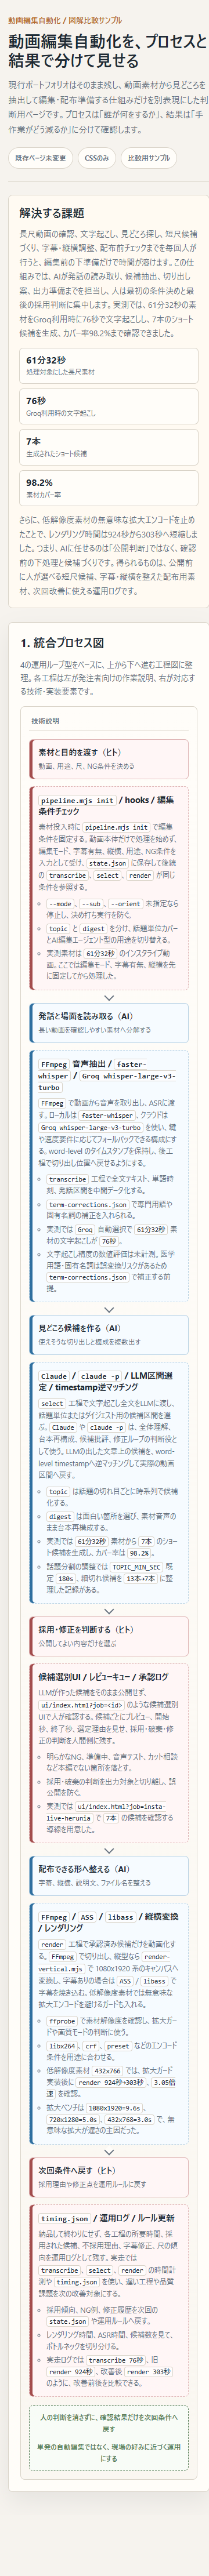 動画編集自動化 / 図解比較サンプル
動画編集自動化を、プロセスと
結果で分けて見せる
現行ポートフォリオはそのまま残し、動画素材から見どころを
抽出して編集・配布準備する仕組みだけを別表現にした判
断用ページです。プロセスは「誰が何をするか」、結果は「手
作業がどう減るか」に分けて確認します。
既存ページ未変更
CSSのみ
比較用サンプル
解決する課題
長尺動画の確認、文字起こし、見どころ探し、短尺候補
づくり、字幕・縦横調整、配布前チェックまでを毎回人が
行うと、編集前の下準備だけで時間が溶けます。この仕
組みでは、AIが発話の読み取り、候補抽出、切り出し
案、出力準備までを担当し、人は最初の条件決めと最
後の採用判断に集中します。実測では、61分32秒の素
材をGroq利用時に76秒で文字起こしし、7本のショー
ト候補を生成、カバー率98.2%まで確認できました。
61分32秒
処理対象にした長尺素材
76秒
Groq利用時の文字起こし
7本
生成されたショート候補
98.2%
素材カバー率
さらに、低解像度素材の無意味な拡大エンコードを止め
たことで、レンダリング時間は924秒から303秒へ短縮しま
した。つまり、AIに任せるのは「公開判断」ではなく、確認
前の下処理と候補づくりです。得られるものは、公開前
に人が選べる短尺候補、字幕・縦横を整えた配布用素
材、次回改善に使える運用ログです。
1. 統合プロセス図
4の運用ループ型をベースに、上から下へ進む工程図に整
理。各工程は左が発注者向けの作業説明、右が対応す
る技術・実装要素です。
技術説明
素材と目的を渡す（ヒト）
動画、用途、尺、NG条件を決める
pipeline.mjs init / hooks / 編集
条件チェック
素材投入時に pipeline.mjs init で編集
条件を固定する。動画本体だけで処理を始めず、
編集モード、字幕有無、縦横、用途、NG条件を
入力として受け、state.json に保存して後続
の transcribe、select、render が同じ
条件を参照する。
--mode、--sub、--orient 未指定なら
停止し、決め打ち実行を防ぐ。
topic と digest を分け、話題単位カバー
とAI編集エージェント型の用途を切り替える。
実測素材は 61分32秒 のインスタライブ動
画。ここでは編集モード、字幕有無、縦横を先
に固定してから処理した。
発話と場面を読み取る（AI）
長い動画を確認しやすい素材へ分解する
FFmpeg 音声抽出 / faster-
whisper / Groq whisper-large-v3-
turbo
FFmpeg で動画から音声を取り出し、ASRに渡
す。ローカルは faster-whisper、クラウドは
Groq whisper-large-v3-turbo を使い、鍵
や速度要件に応じてフォールバックできる構成にす
る。word-level のタイムスタンプを保持し、後工
程で切り出し位置へ戻せるようにする。
transcribe 工程で全文テキスト、単語時
刻、発話区間を中間データ化する。
term-corrections.json で専門用語や
固有名詞の補正を入れられる。
実測では Groq 自動選択で 61分32秒 素
材の文字起こしが 76秒。
文字起こし精度の数値評価は未計測。医学
用語・固有名詞は誤変換リスクがあるため
term-corrections.json で補正する前
提。
見どころ候補を作る（AI）
使えそうな切り出しと構成を複数出す
Claude / claude -p / LLM区間選
定 / timestamp逆マッチング
select 工程で文字起こし全文をLLMに渡し、
話題単位またはダイジェスト用の候補区間を選
ぶ。Claude や claude -p は、全体理解、
台本再構成、候補批評、修正ループの判断役とし
て使う。LLMの出した文章上の候補を、word-
level timestampへ逆マッチングして実際の動画
区間へ戻す。
topic は話題の切れ目ごとに時系列で候補
化する。
digest は面白い箇所を選び、素材音声の
まま台本再構成する。
実測では 61分32秒 素材から 7本 のショー
ト候補を生成し、カバー率は 98.2%。
話題分割の調整では TOPIC_MIN_SEC 既
定 180s、細切れ候補を 13本→7本 に整
理した記録がある。
採用・修正を判断する（ヒト）
公開してよい内容だけを選ぶ
候補選別UI / レビューキュー / 承認ログ
LLMが作った候補をそのまま公開せず、
ui/index.html?job=<id> のような候補選別
UIで人が確認する。候補ごとにプレビュー、開始
秒、終了秒、選定理由を見せ、採用・破棄・修
正の判断を人間側に残す。
明らかなNG、準備中、音声テスト、カット相談
など本編でない箇所を落とす。
採用・破棄の判断を出力対象と切り離し、誤
公開を防ぐ。
実測では ui/index.html?job=insta-
live-herunia で 7本 の候補を確認する
導線を用意した。
配布できる形へ整える（AI）
字幕、縦横、説明文、ファイル名を整える
FFmpeg / ASS / libass / 縦横変換
/ レンダリング
render 工程で承認済み候補だけを動画化す
る。FFmpeg で切り出し、縦型なら render-
vertical.mjs で 1080x1920 系のキャンバスへ
変換し、字幕ありの場合は ASS / libass で
字幕を焼き込む。低解像度素材では無意味な
拡大エンコードを避けるガードも入れる。
ffprobe で素材解像度を確認し、拡大ガー
ドや画質モードの判断に使う。
libx264、crf、preset などのエンコード
条件を用途に合わせる。
低解像度素材 432x766 では、拡大ガード
実装後に render 924秒→303秒、3.05倍
速 を確認。
拡大ベンチは 1080x1920=9.6s、
720x1280=5.0s、432x768=3.0s で、無
意味な拡大が遅さの主因だった。
次回条件へ戻す（ヒト）
採用理由や修正点を運用ルールに戻す
timing.json / 運用ログ / ルール更新
納品して終わりにせず、各工程の所要時間、採
用された候補、不採用理由、字幕修正、尺の傾
向を運用ログとして残す。実走では
transcribe、select、render の時間計
測や timing.json を使い、遅い工程や品質
課題を次の改善対象にする。
採用傾向、NG例、修正履歴を次回の
state.json や運用ルールへ戻す。
レンダリング時間、ASR時間、候補数を見て、
ボトルネックを切り分ける。
実走ログでは transcribe 76秒、旧
render 924秒、改善後 render 303秒
のように、改善前後を比較できる。
人の判断を消さずに、確認結果だけを次回条件へ
戻す
単発の自動編集ではなく、現場の好みに近づく運用
にする